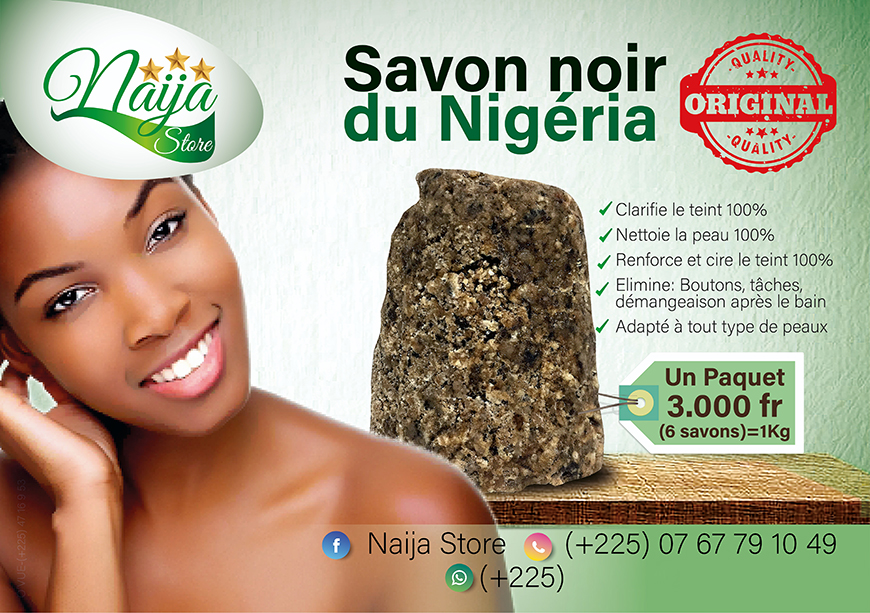 Naija
Store
Savon noir
du Nigéria
QUALITY
ORIGINAL
QUALITY
Clarifie le teint 100%
Nettoie la peau 100%
Renforce et cire le teint 100%
Elimine: Boutons, tâches,
démangeaison après le bain
Adapté à tout type de peaux
Un Paquet
3.000 fr
(6 savons)=1Kg
Naija Store (+225) 07 67 79 10 49
(+225)